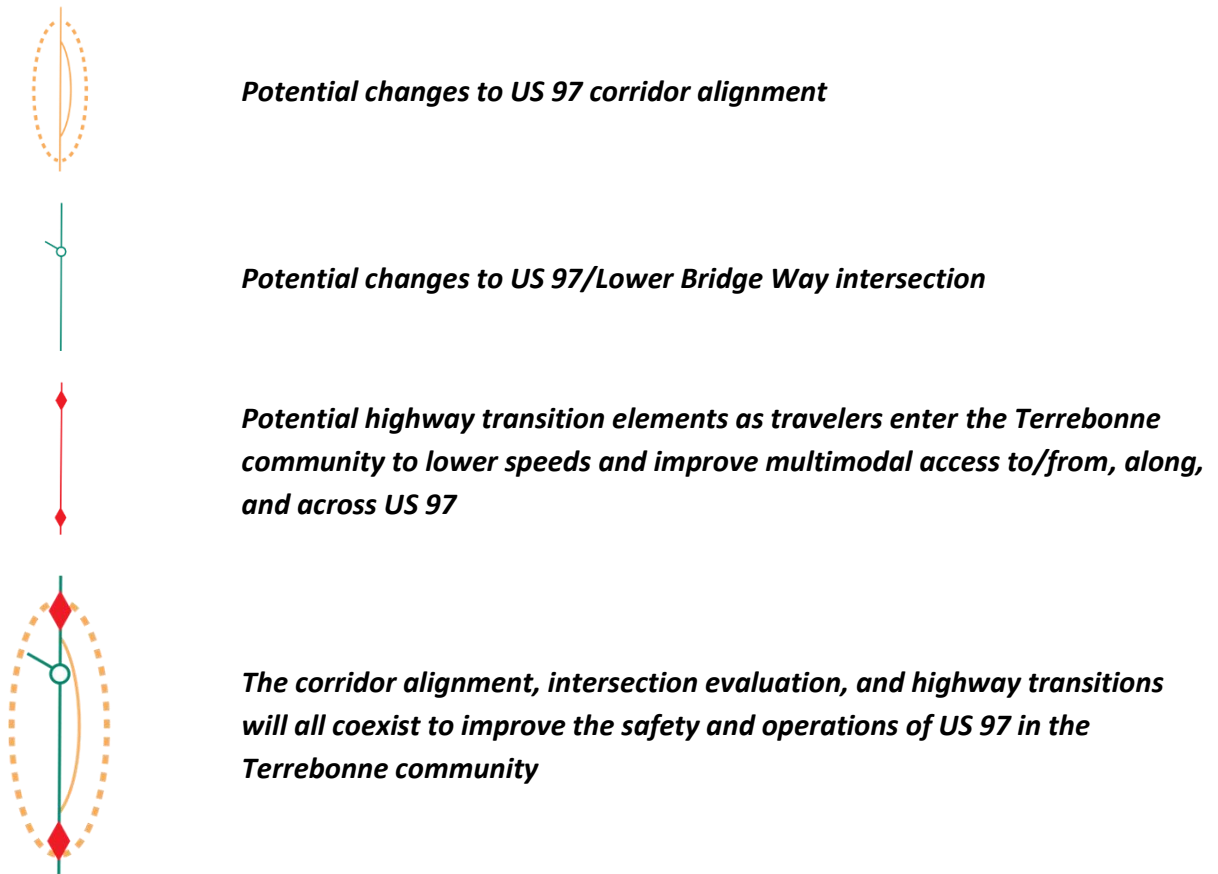 Potential changes to US 97 corridor alignment
Potential changes to US 97/Lower Bridge Way intersection
Potential highway transition elements as travelers enter the Terrebonne
community to lower speeds and improve multimodal access to/from, along,
and across US 97
The corridor alignment, intersection evaluation, and highway transitions
will all coexist to improve the safety and operations of US 97 in the
Terrebonne community